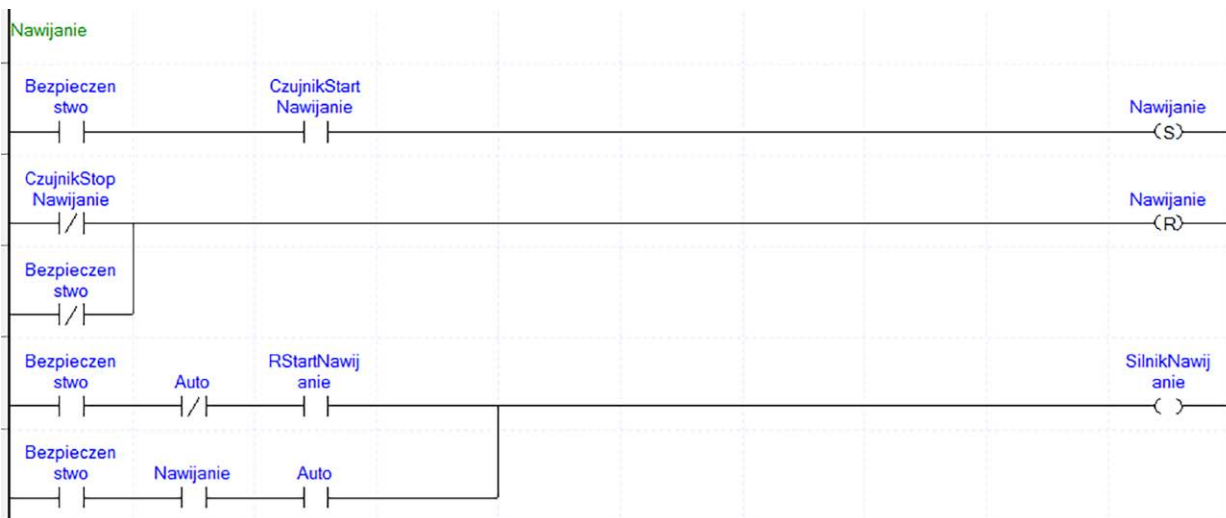 Nawijanie
Bezpieczen
stwo
CzujnikStart
Nawijanie
Nawijanie
(S)
CzujnikStop
Nawijanie
Nawijanie
(R)
Bezpieczen
stwo
Bezpieczen
stwo
Auto
RStartNawij
anie
SilnikNawij
anie
Bezpieczen
stwo
Nawijanie
Auto